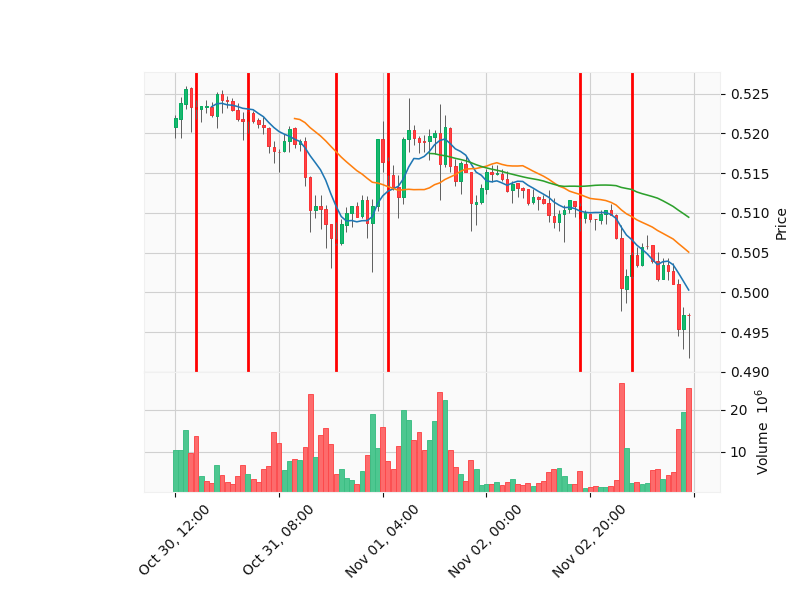 0.525
0.520
0.515
0.510
0.505
0.500
0.495
0.490
Price
20
10
Volume 10⁶
Oct 30, 12:00
Oct 31, 08:00
Nov 01, 04:00
Nov 02, 00:00
Nov 02, 20:00